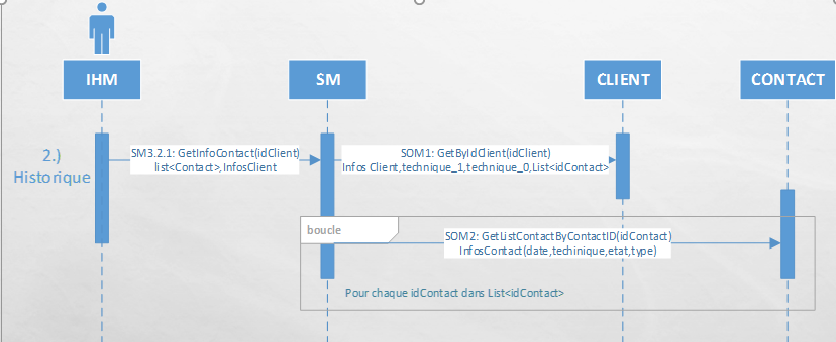 IHM
SM
CLIENT
CONTACT
2.)
Historique
SM3.2.1: GetInfoContact(idClient)
list<Contact>,InfosClient
SOM1: GetByIidClient(idClient)
Infos Client,technique_1,technique_0,List<idContact>
boucle
SOM2: GetListContactByContactID(idContact)
InfosContact(date,techinique,etat,type)
Pour chaque idContact dans List<idContact>